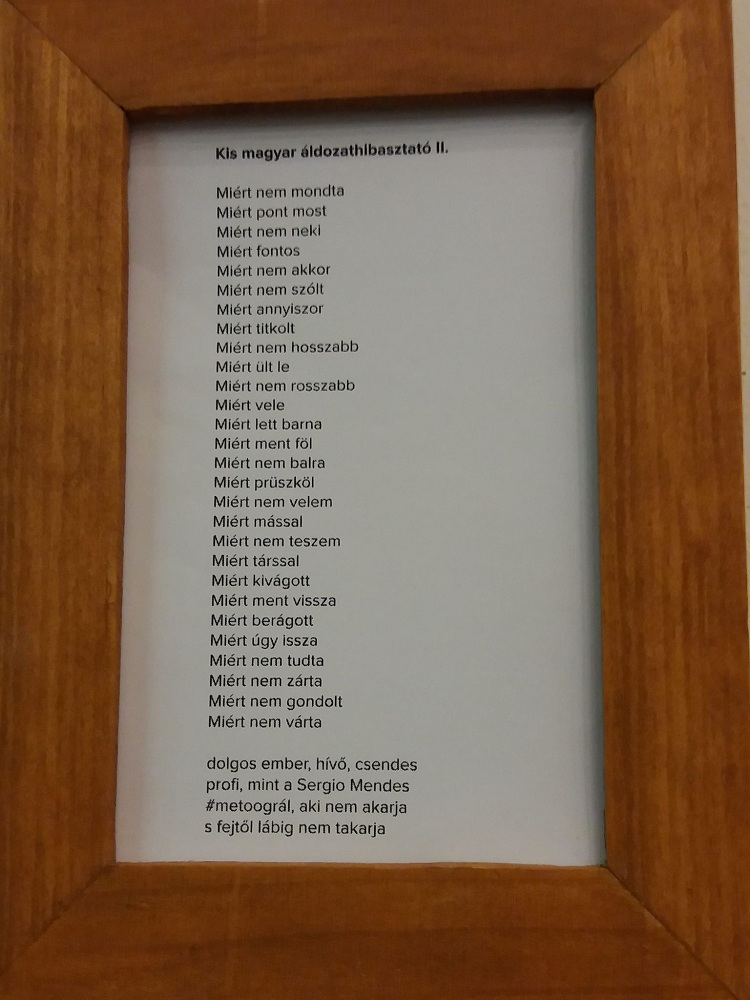 Kis magyar áldozathibasztató II.
Miért nem mondta
Miért pont most
Miért nem neki
Miért fontos
Miért nem akkor
Miért nem szólt
Miért annyiszor
Miért titkolt
Miért nem hosszabb
Miért ült le
Miért nem rosszabb
Miért vele
Miért lett barna
Miért ment föl
Miért nem balra
Miért prüszköl
Miért nem velem
Miért mással
Miért nem teszem
Miért társsal
Miért kivágott
Miért ment vissza
Miért berágott
Miért úgy issza
Miért nem tudta
Miért nem zárta
Miért nem gondolt
Miért nem várta
dolgos ember, hívő, csendes
profi, mint a Sergio Mendes
#metoográl, aki nem akarja
s fejtől lábig nem takarja